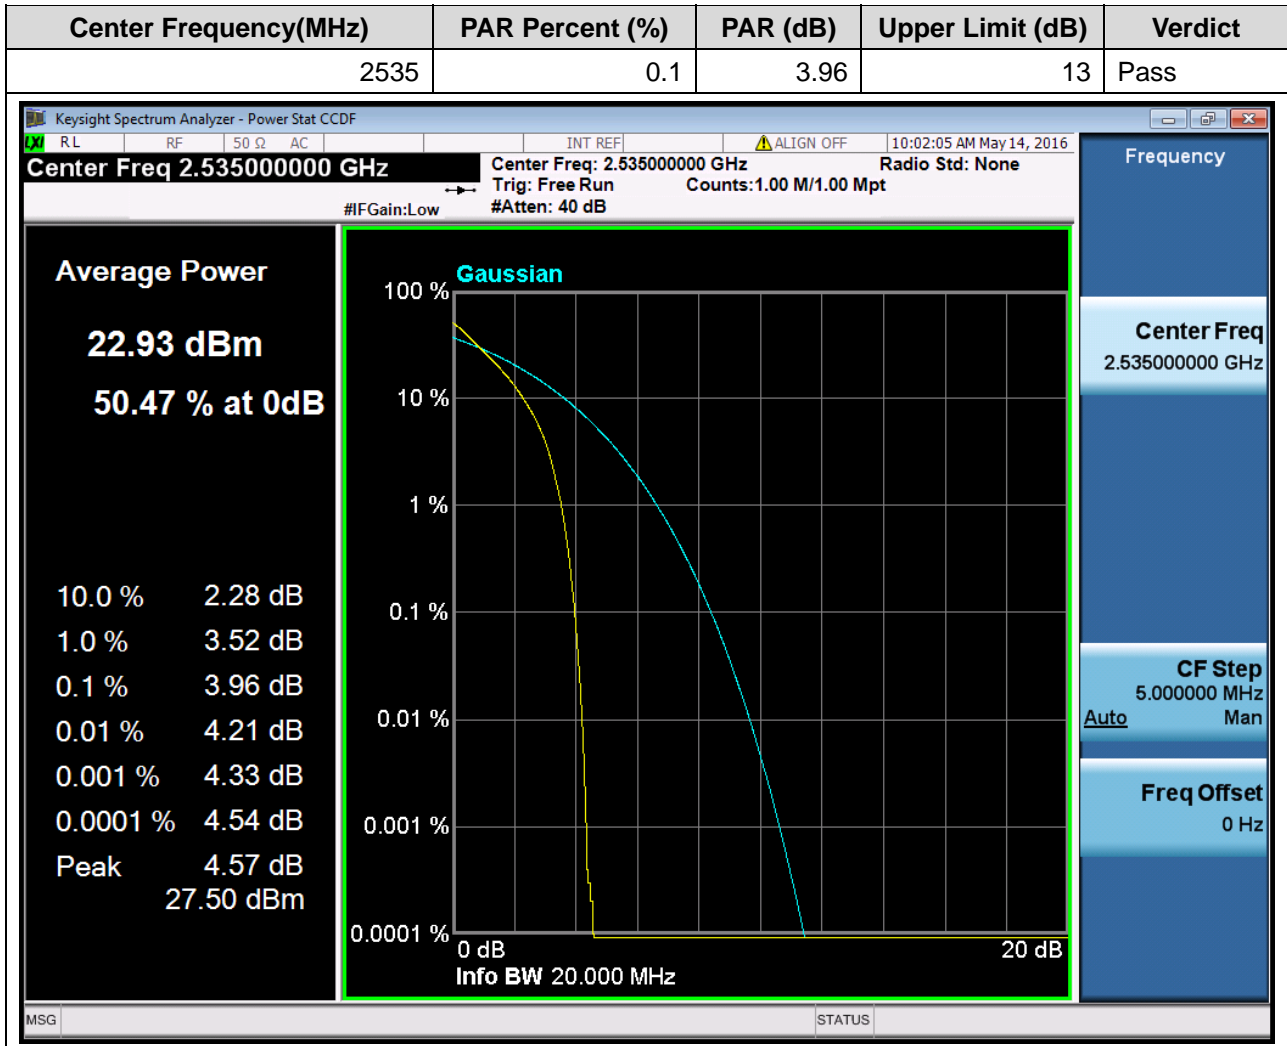 Center Frequency(MHz) PAR Percent (%) PAR (dB) Upper Limit (dB) Verdict
2535 0.1 3.96 13 Pass
Keysight Spectrum Analyzer - Power Stat CCDF
LXI RL RF 50 Ω AC INT REF ALIGN OFF 10:02:05 AM May 14, 2016
Center Freq 2.535000000 GHz
#IFGain:Low
Center Freq: 2.535000000 GHz Radio Std: None
Trig: Free Run Counts:1.00 M/1.00 Mpt
#Atten: 40 dB
Frequency
Average Power
22.93 dBm
50.47 % at 0dB
10.0 % 2.28 dB
1.0 % 3.52 dB
0.1 % 3.96 dB
0.01 % 4.21 dB
0.001 % 4.33 dB
0.0001 % 4.54 dB
Peak 4.57 dB
27.50 dBm
Gaussian
100 %
10 %
1 %
0.1 %
0.01 %
0.001 %
0.0001 %
0 dB 20 dB
Info BW 20.000 MHz
Center Freq
2.535000000 GHz
CF Step
5.000000 MHz
Auto Man
Freq Offset
0 Hz
MSG STATUS